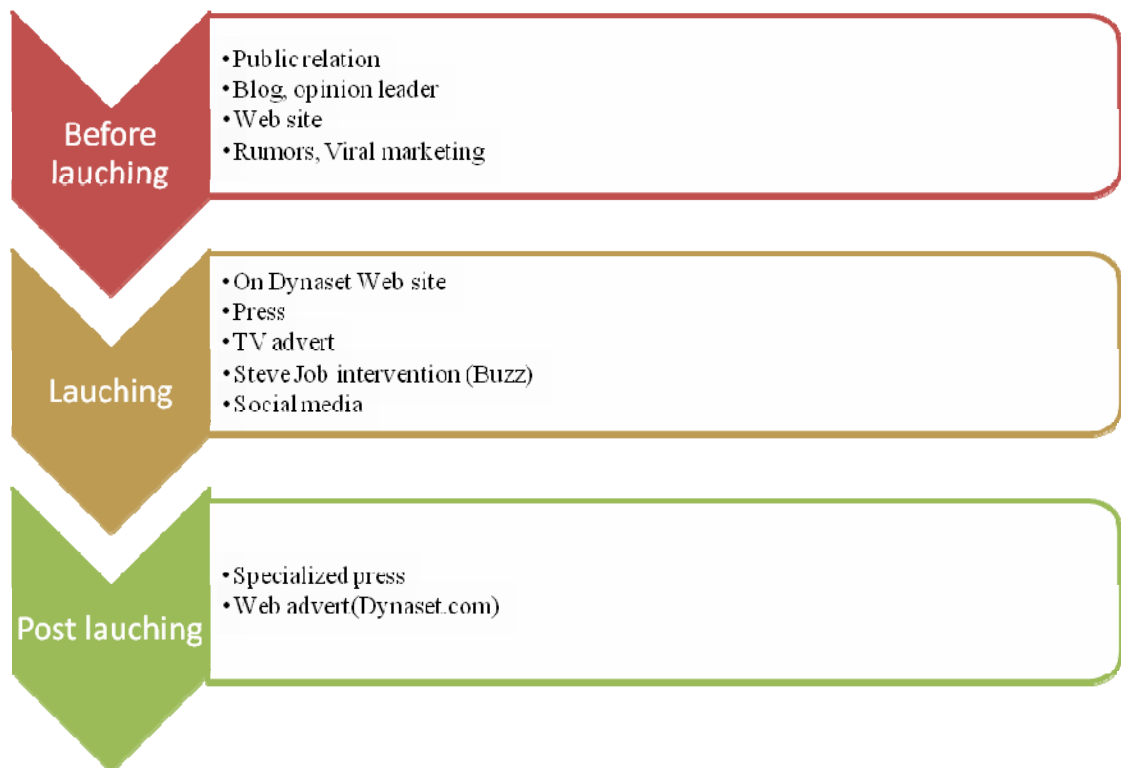 Before
lauching
•Public relation
•Blog, opinion leader
•Web site
•Rumors, Viral marketing
Lauching
•On Dynaset Web site
•Press
•TV advert
•Steve Job intervention (Buzz)
•Social media
Post lauching
•Specialized press
•Web advert(Dynaset.com)